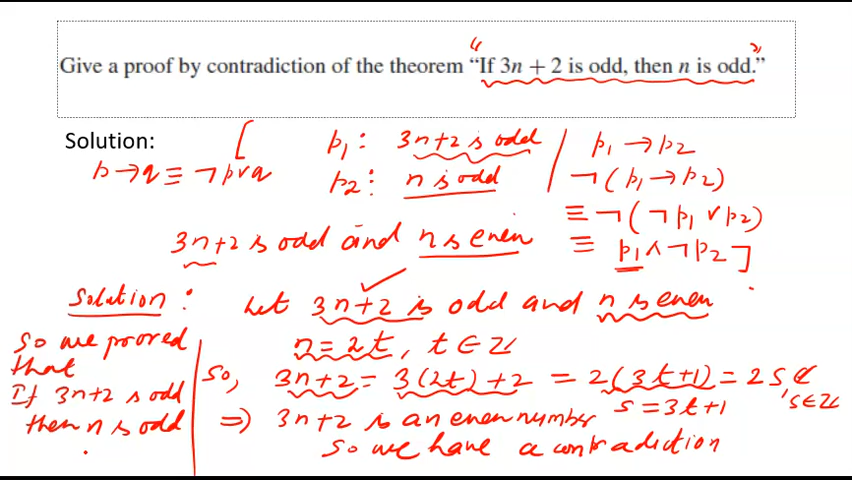 Give a proof by contradiction of the theorem “If 3n + 2 is odd, then n is odd.”
Solution:
p → q ≡ ¬p ∨ q
[ p₁ : 3n+2 is odd
p₂ : n is odd
p₁ → p₂
¬(p₁ → p₂)
≡ ¬(¬p₁ ∨ p₂)
≡ p₁ ∧ ¬p₂ ]
3n+2 is odd and n is even
Solution :
Let 3n+2 is odd and n is even
n = 2t, t ∈ ℤ
So, 3n+2 = 3(2t)+2 = 2(3t+1) = 2s,
s = 3t+1
s ∈ ℤ
⇒ 3n+2 is an even number
So we have a contradiction
So we proved
that
If 3n+2 is odd
then n is odd
.